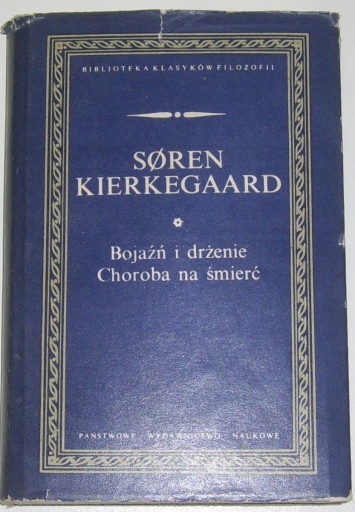 BIBLIOTEKA KLASYKÓW FILOZOFII
SØREN
KIERKEGAARD
Bojaźń i drżenie
Choroba na śmierć
PAŃSTWOWE WYDAWNICTWO NAUKOWE